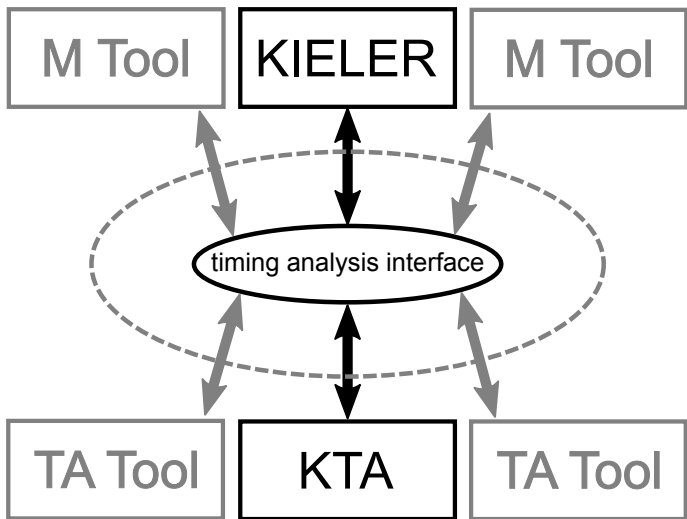 M Tool
KIELER
M Tool
timing analysis interface
TA Tool
KTA
TA Tool